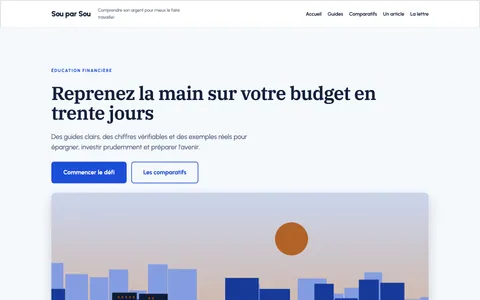 Sou par Sou
Comprendre son argent pour mieux le faire
travailler
Accueil
Guides
Comparatifs
Un article
La lettre
ÉDUCATION FINANCIÈRE
Reprenez la main sur votre budget en
trente jours
Des guides clairs, des chiffres vérifiables et des exemples réels pour
épargner, investir prudemment et préparer l'avenir.
Commencer le défi
Les comparatifs